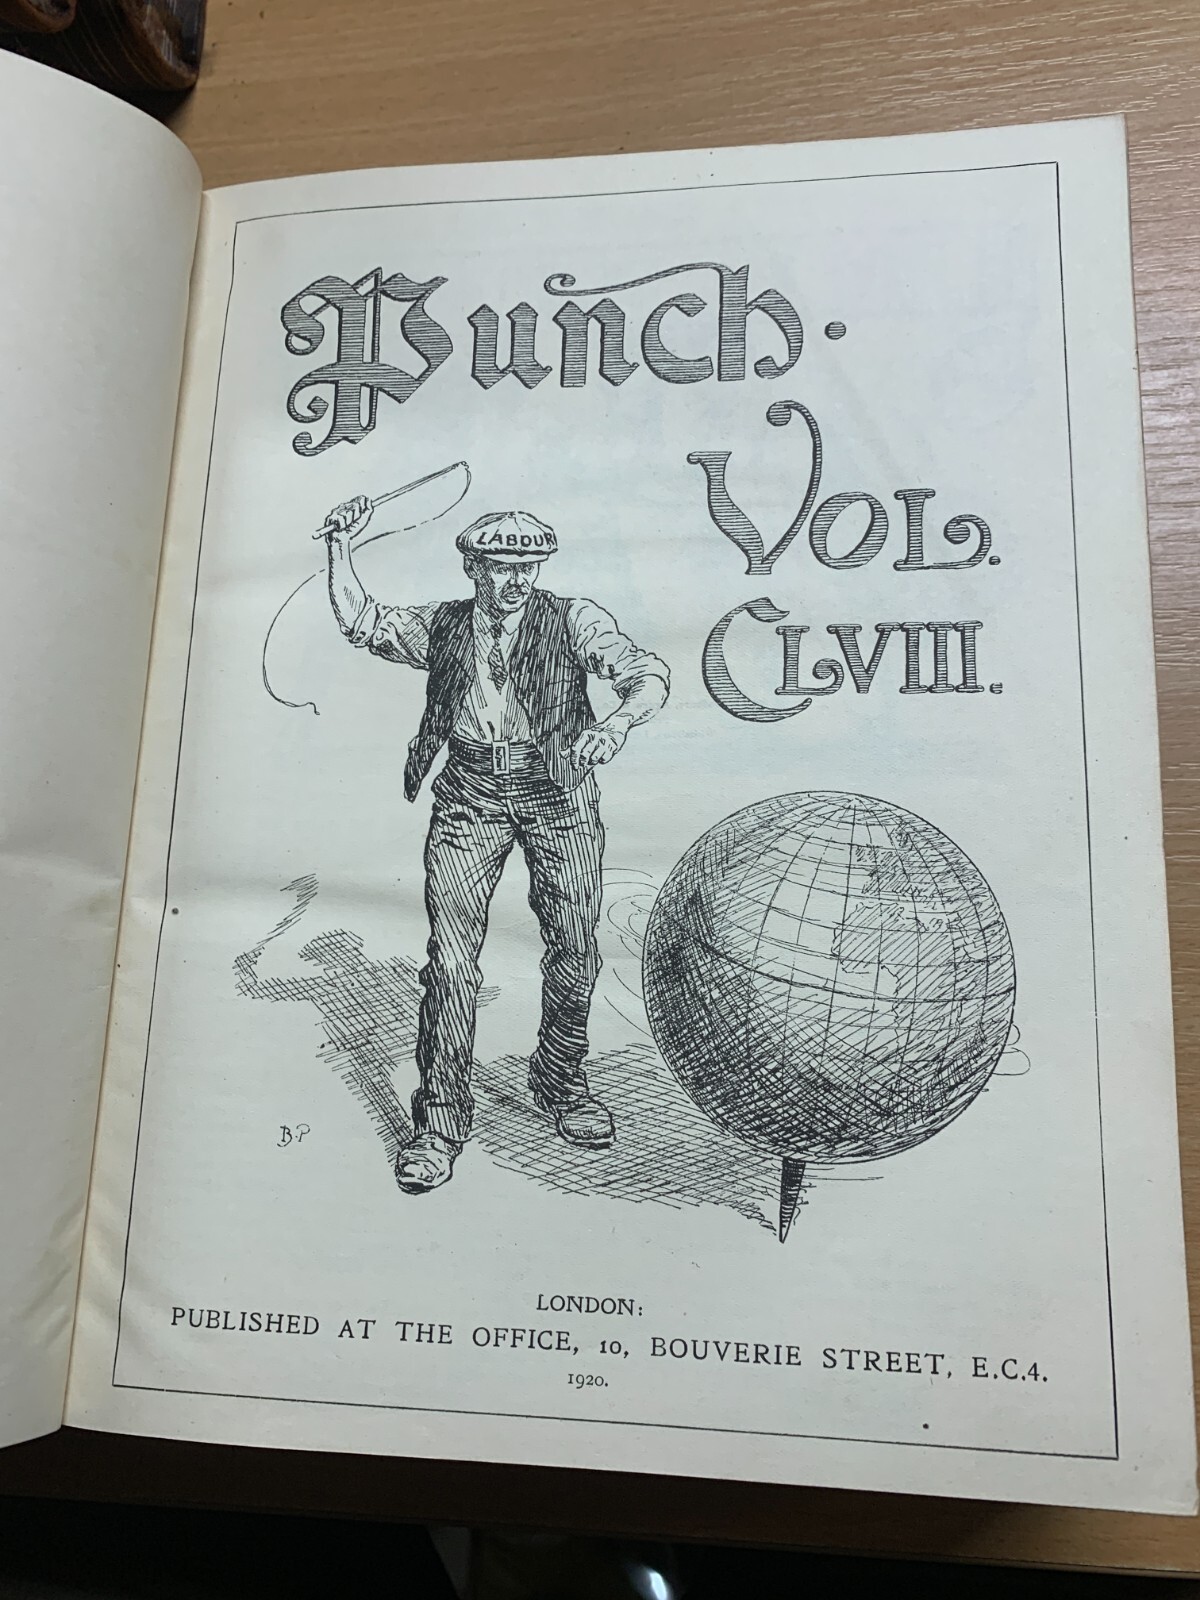 Punch.
VOL.
CLVIII.
LABOUR
B.P
LONDON:
PUBLISHED AT THE OFFICE, 10, BOUVERIE STREET, E.C.4.
1920.